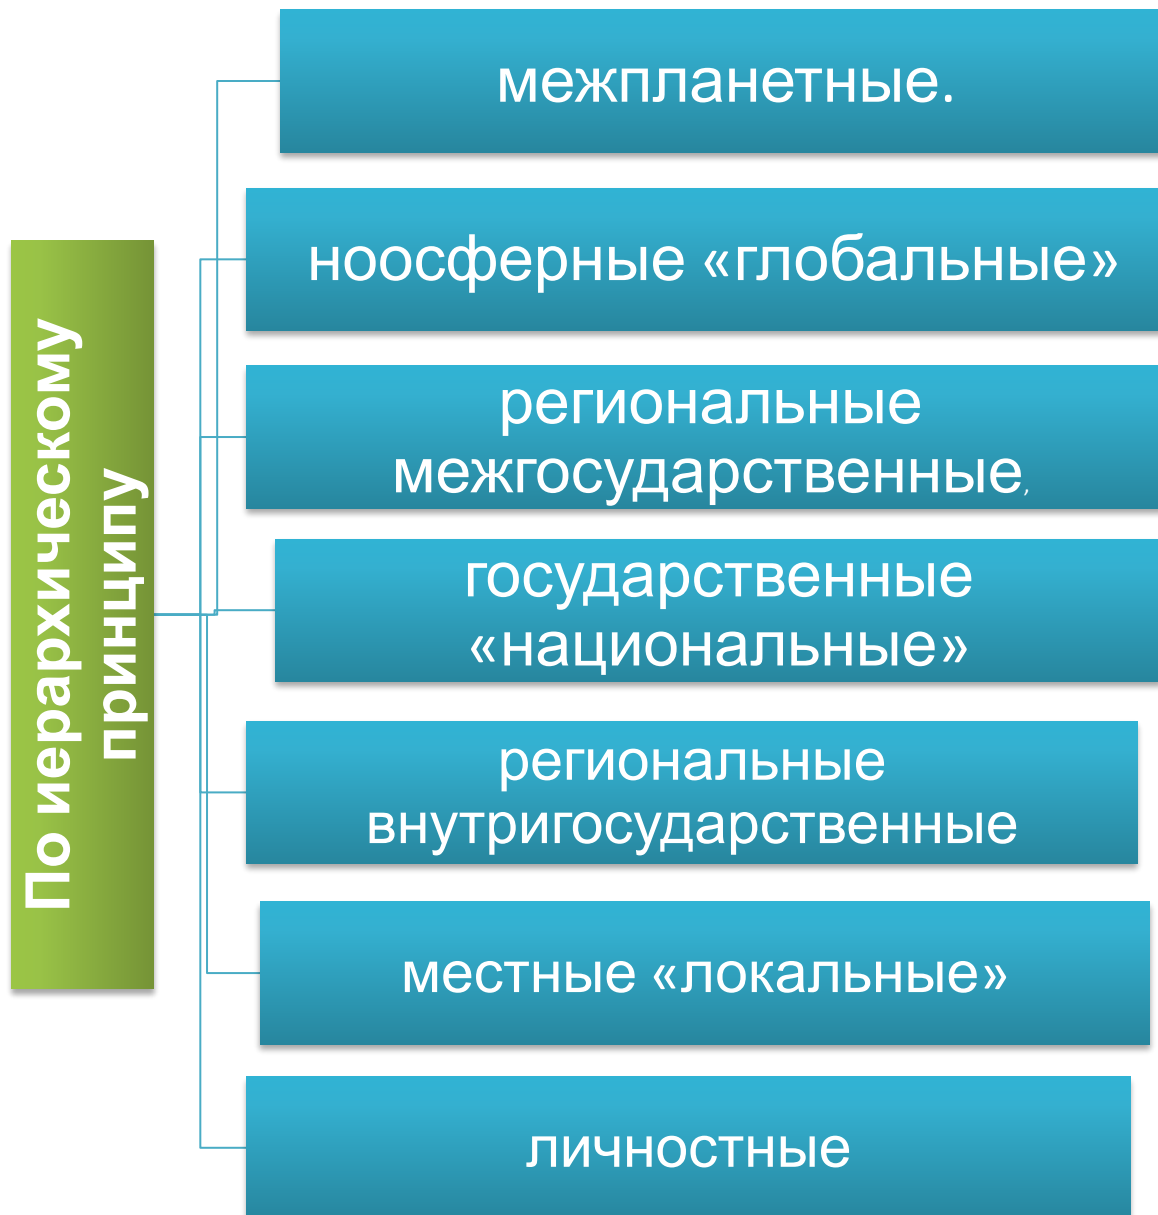 По иерархическому
принципу
межпланетные.
ноосферные «глобальные»
региональные
межгосударственные,
государственные
«национальные»
региональные
внутригосударственные
местные «локальные»
личностные